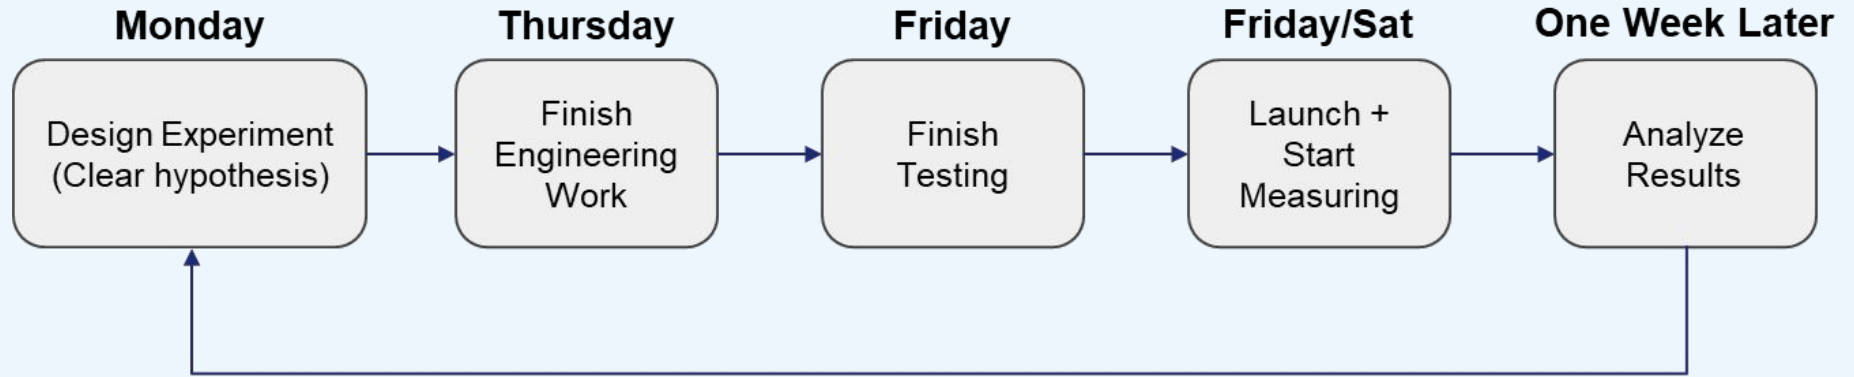 Monday
Design Experiment
(Clear hypothesis)
Thursday
Finish
Engineering
Work
Friday
Finish
Testing
Friday/Sat
Launch +
Start
Measuring
One Week Later
Analyze
Results